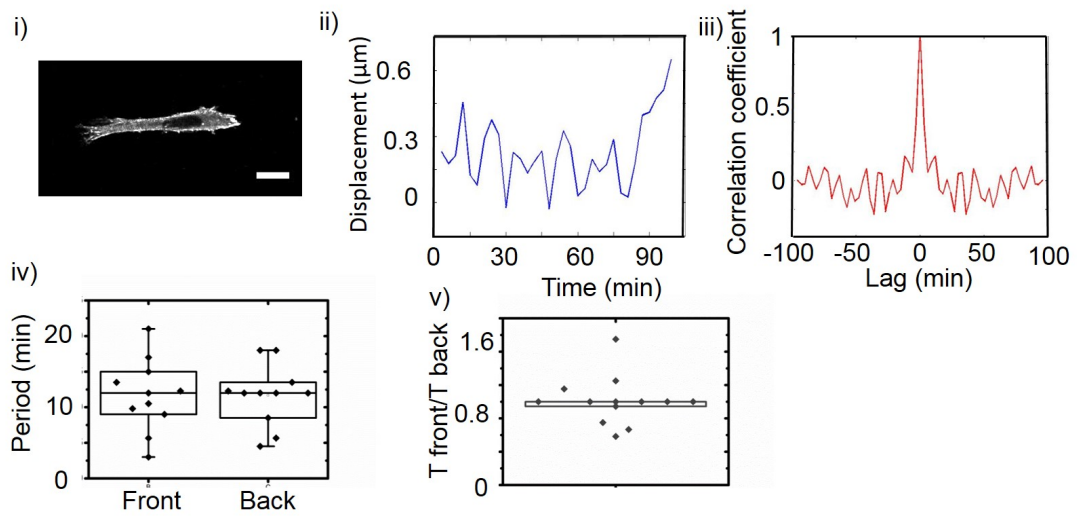 i)
ii)
Displacement (µm)
0.6
0.3
0
0 30 60 90
Time (min)
iii)
Correlation coefficient
1
0
-100 -50 0 50 100
Lag (min)
iv)
Period (min)
20
10
0
Front Back
v)
T front/T back
1.6
0.8
0